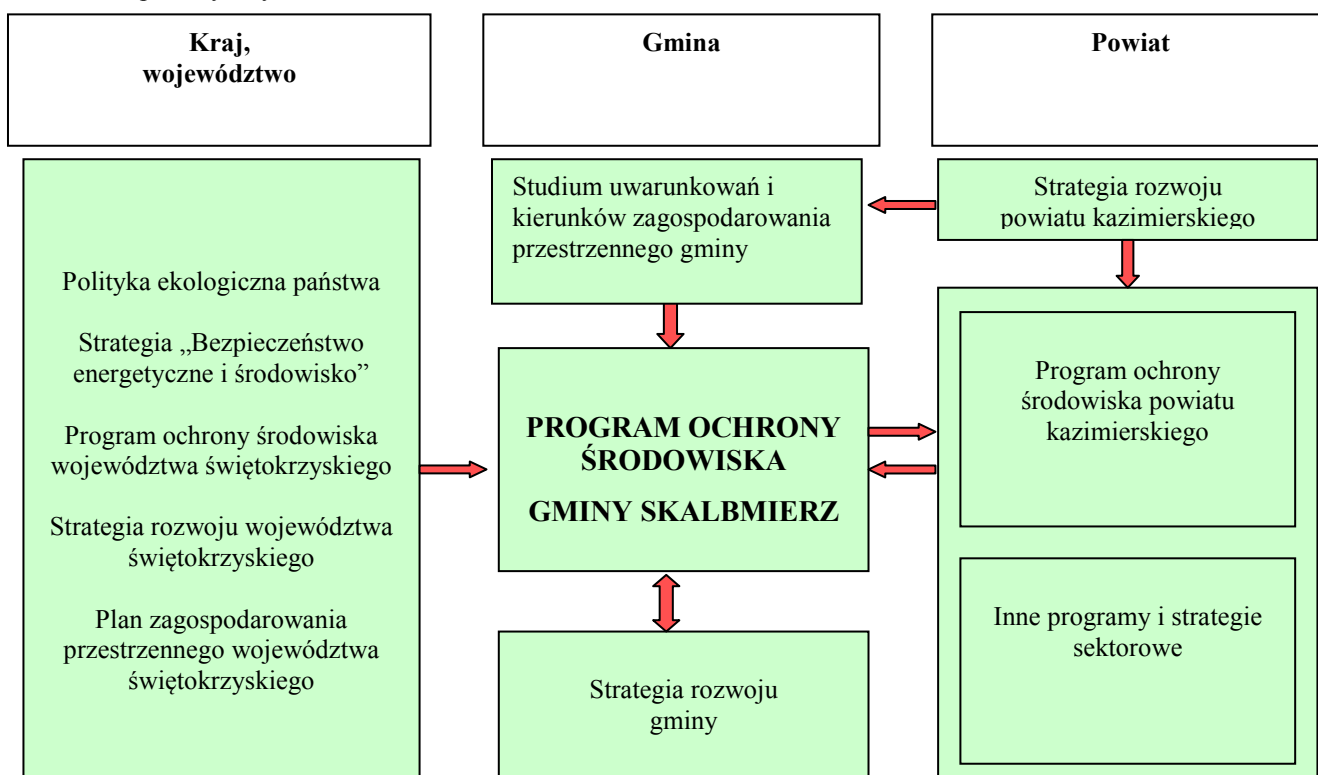 Kraj,
województwo
Gmina
Powiat
Polityka ekologiczna państwa
Strategia „Bezpieczeństwo
energetyczne i środowisko”
Program ochrony środowiska
województwa świętokrzyskiego
Strategia rozwoju województwa
świętokrzyskiego
Plan zagospodarowania
przestrzennego województwa
świętokrzyskiego
Studium uwarunkowań i
kierunków zagospodarowania
przestrzennego gminy
PROGRAM OCHRONY
ŚRODOWISKA
GMINY SKALBMIERZ
Strategia rozwoju
gminy
Strategia rozwoju
powiatu kazimierskiego
Program ochrony
środowiska powiatu
kazimierskiego
Inne programy i strategie
sektorowe